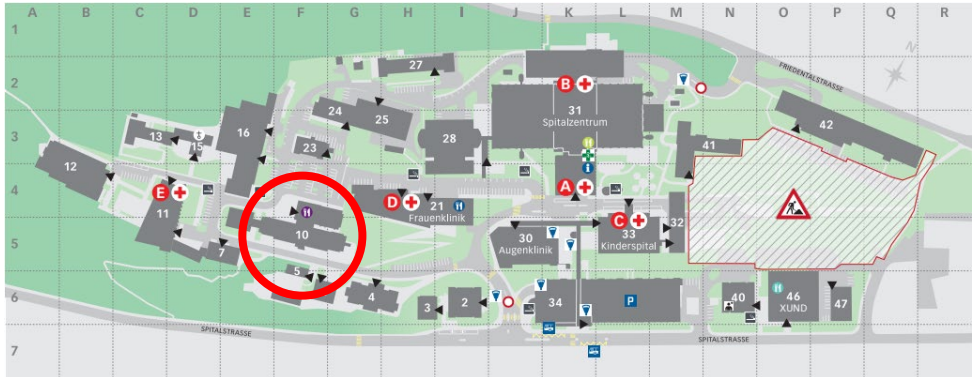 A B C D E F G H I J K L M N O P Q R
1
2
3
4
5
6
7
27
B
31
Spitalzentrum
24
25
16
13
15
23
28
41
42
FRIEDENTALSTRASSE
N
12
E
11
D
21
Frauenklinik
A
C
33
Kinderspital
32
10
7
30
Augenklinik
5
4
3
2
34
P
40
46
XUND
47
SPITALSTRASSE
SPITALSTRASSE